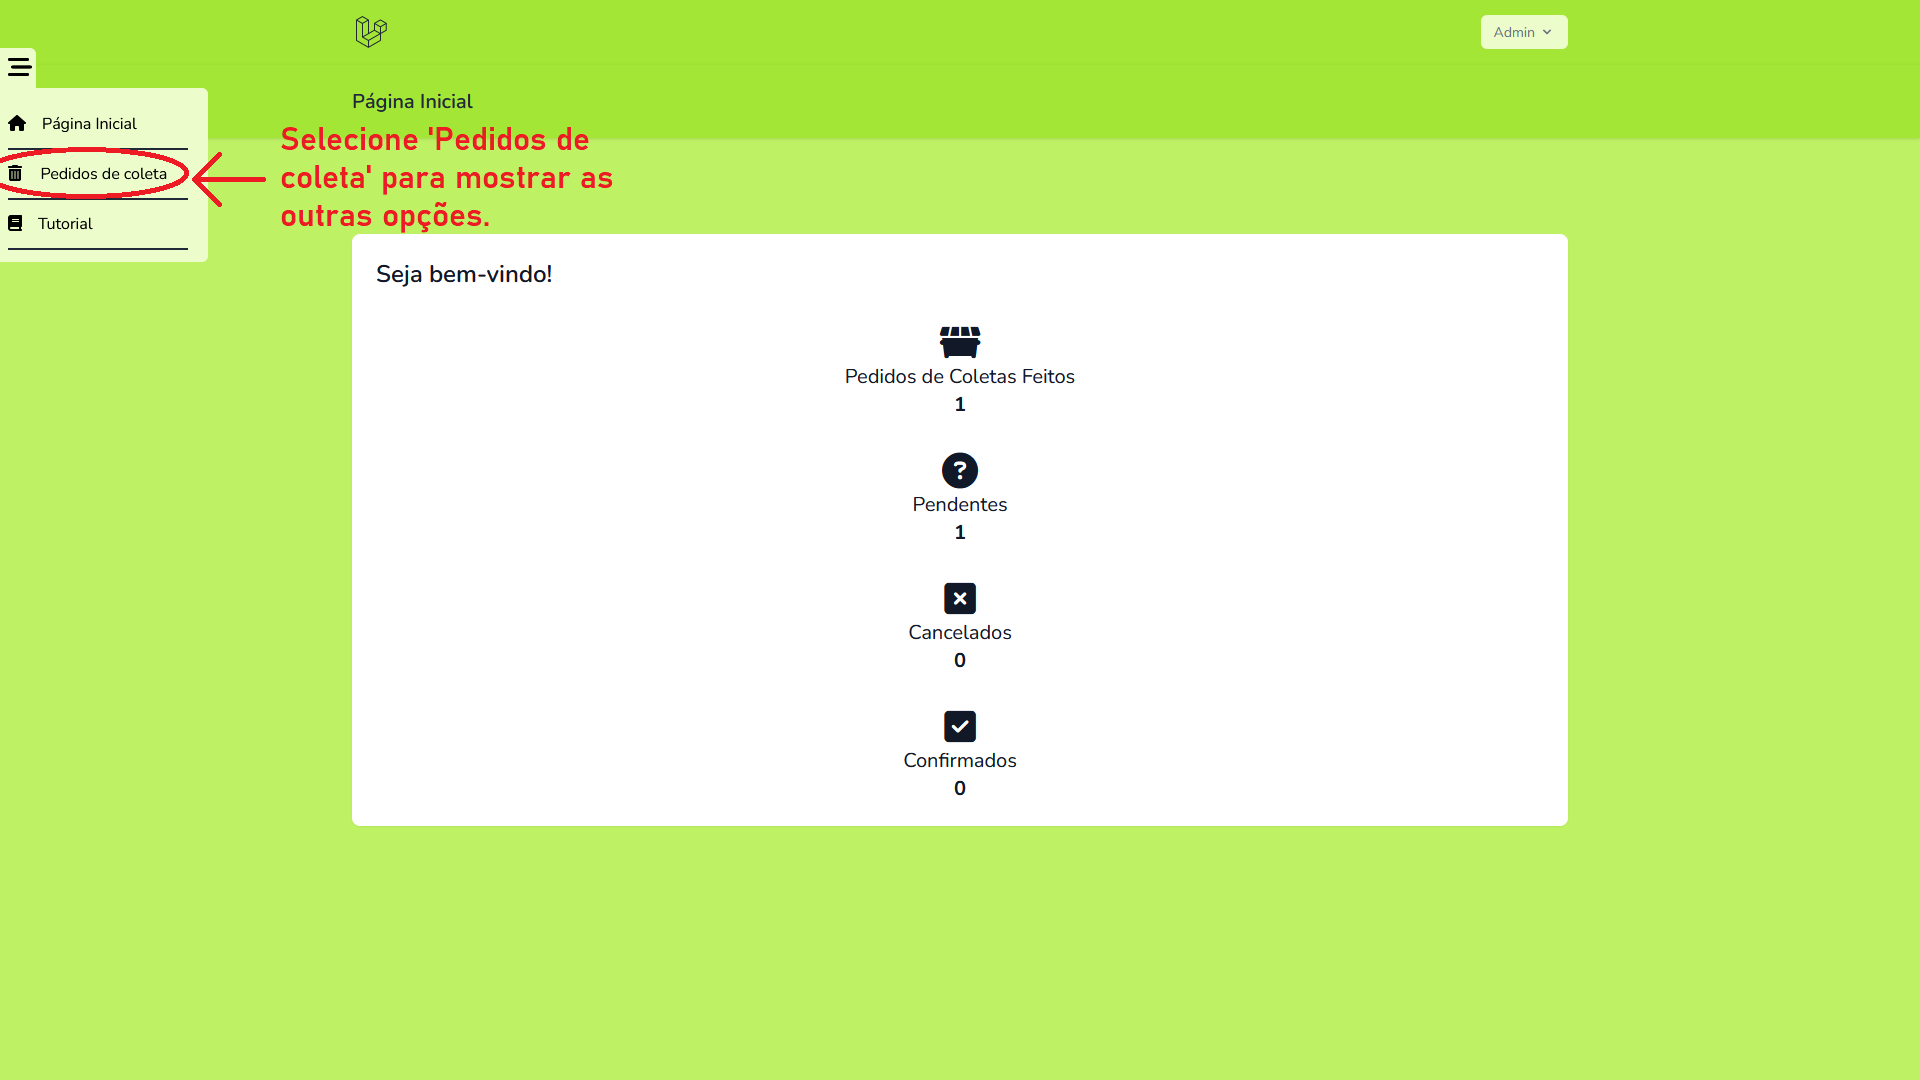 Admin
Página Inicial
Página Inicial
Pedidos de coleta
Tutorial
Selecione 'Pedidos de
coleta' para mostrar as
outras opções.
Seja bem-vindo!
Pedidos de Coletas Feitos
1
Pendentes
1
Cancelados
0
Confirmados
0